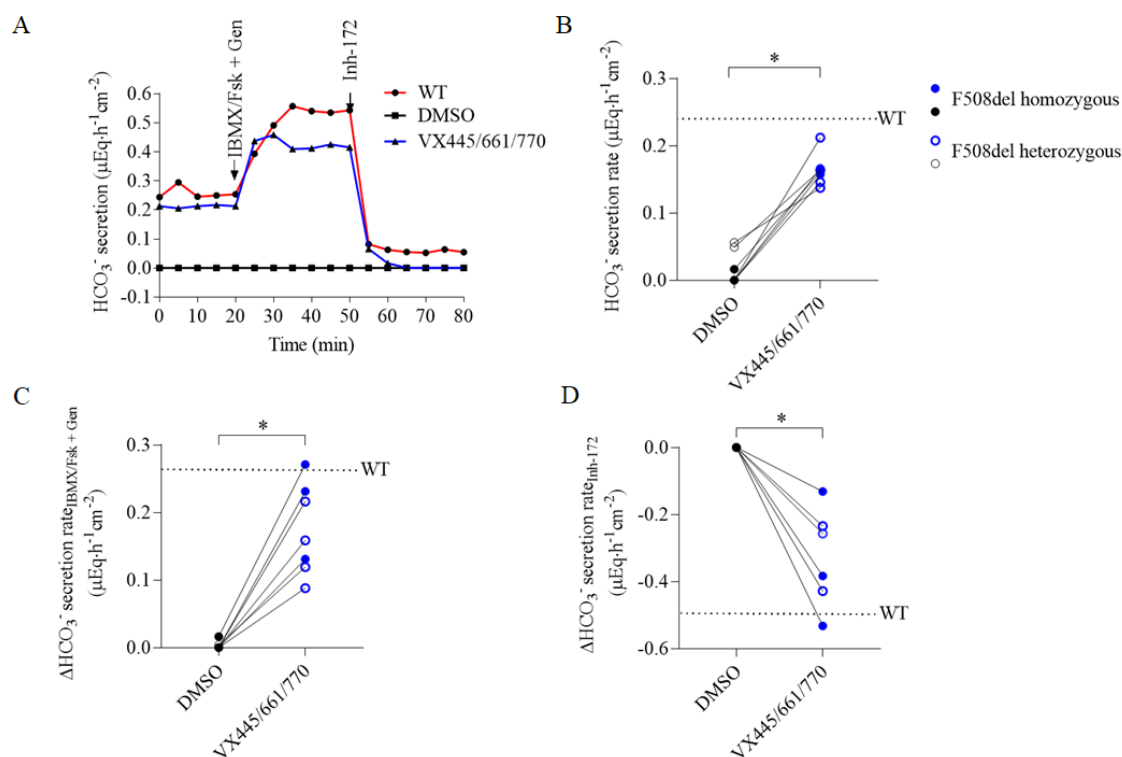 A
HCO₃⁻ secretion (µEq·h⁻¹cm⁻²)
0.6
0.5
0.4
0.3
0.2
0.1
0.0
-0.1
0 10 20 30 40 50 60 70 80
Time (min)
IBMX/Fsk + Gen
Inh-172
WT
DMSO
VX445/661/770
B
HCO₃⁻ secretion rate (µEq·h⁻¹cm⁻²)
0.3
0.2
0.1
0.0
*
WT
DMSO
VX445/661/770
F508del homozygous
F508del heterozygous
C
ΔHCO₃⁻ secretion rate IBMX/Fsk + Gen
(µEq·h⁻¹cm⁻²)
0.3
0.2
0.1
0.0
*
WT
DMSO
VX445/661/770
D
ΔHCO₃⁻ secretion rate Inh-172
(µEq·h⁻¹cm⁻²)
0.0
-0.2
-0.4
-0.6
*
WT
DMSO
VX445/661/770